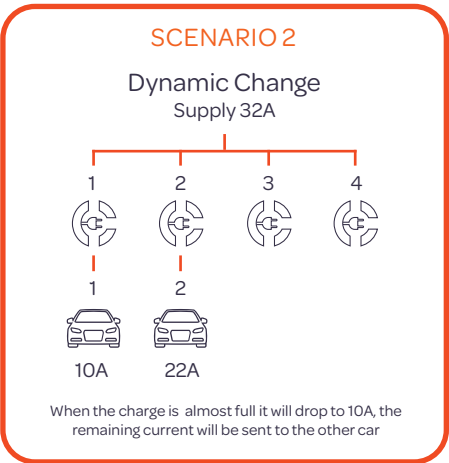 SCENARIO 2
Dynamic Change
Supply 32A
1 2 3 4
1 2
10A 22A
When the charge is almost full it will drop to 10A, the
remaining current will be sent to the other car